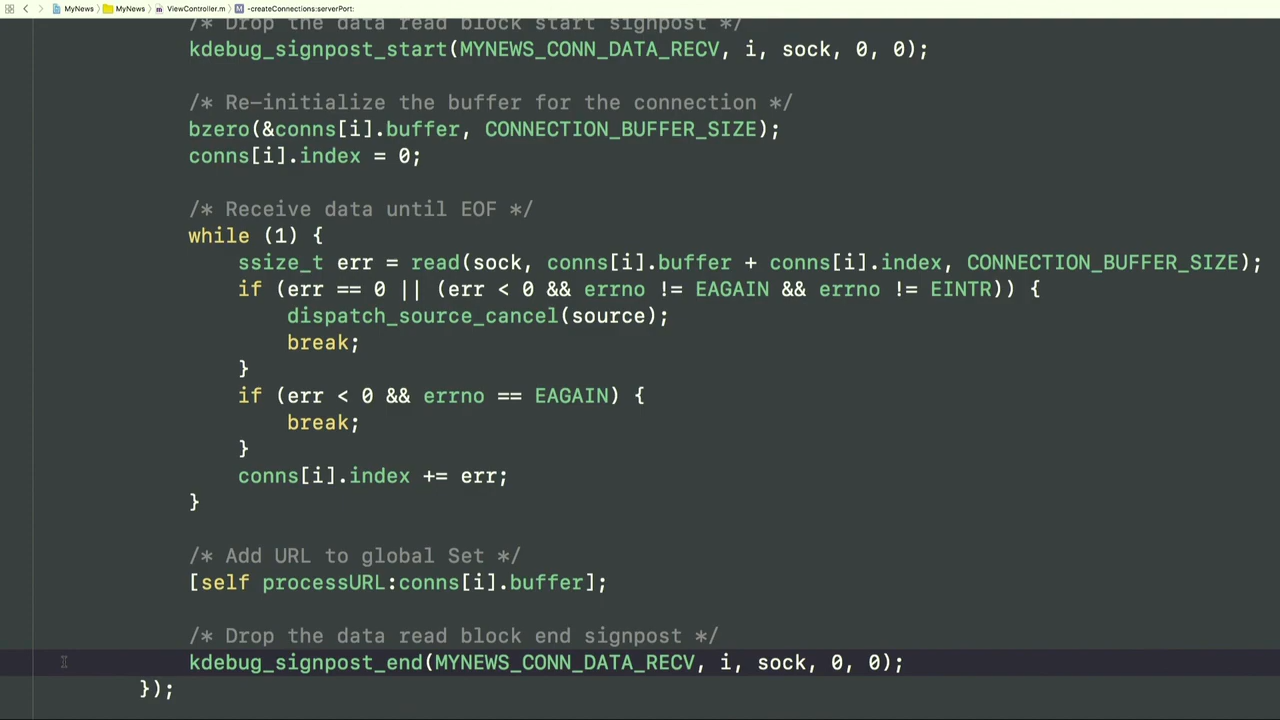 MyNews > MyNews > ViewController.m > M -createConnections:serverPort:
/* Drop the data read block start signpost */
kdebug_signpost_start(MYNEWS_CONN_DATA_RECV, i, sock, 0, 0);
/* Re-initialize the buffer for the connection */
bzero(&conns[i].buffer, CONNECTION_BUFFER_SIZE);
conns[i].index = 0;
/* Receive data until EOF */
while (1) {
ssize_t err = read(sock, conns[i].buffer + conns[i].index, CONNECTION_BUFFER_SIZE);
if (err == 0 || (err < 0 && errno != EAGAIN && errno != EINTR)) {
dispatch_source_cancel(source);
break;
}
if (err < 0 && errno == EAGAIN) {
break;
}
conns[i].index += err;
}
/* Add URL to global Set */
[self processURL:conns[i].buffer];
/* Drop the data read block end signpost */
kdebug_signpost_end(MYNEWS_CONN_DATA_RECV, i, sock, 0, 0);
});